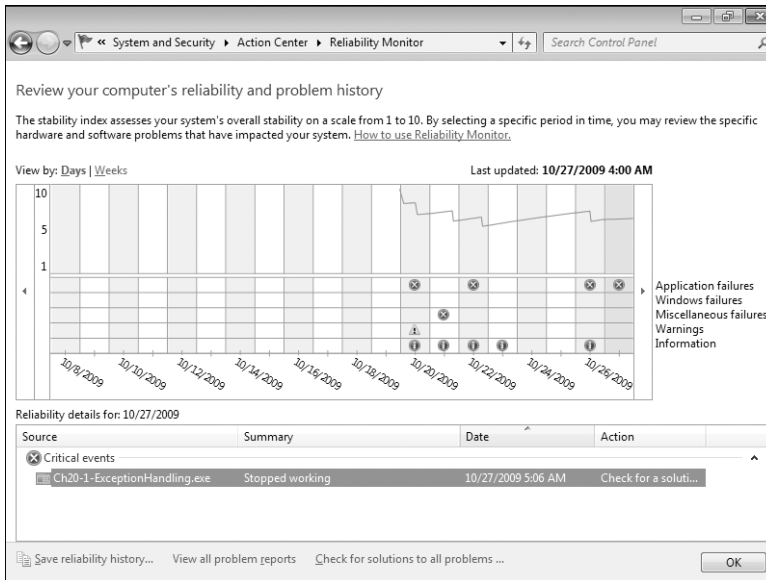 « System and Security ▸ Action Center ▸ Reliability Monitor
Search Control Panel
Review your computer's reliability and problem history
The stability index assesses your system's overall stability on a scale from 1 to 10. By selecting a specific period in time, you may review the specific
hardware and software problems that have impacted your system. How to use Reliability Monitor.
View by: Days | Weeks
Last updated: 10/27/2009 4:00 AM
10
5
1
Application failures
Windows failures
Miscellaneous failures
Warnings
Information
10/8/2009
10/10/2009
10/12/2009
10/14/2009
10/16/2009
10/18/2009
10/20/2009
10/22/2009
10/24/2009
10/26/2009
Reliability details for: 10/27/2009
Source Summary Date Action
Critical events
Ch20-1-ExceptionHandling.exe Stopped working 10/27/2009 5:06 AM Check for a soluti...
Save reliability history... View all problem reports Check for solutions to all problems ...
OK